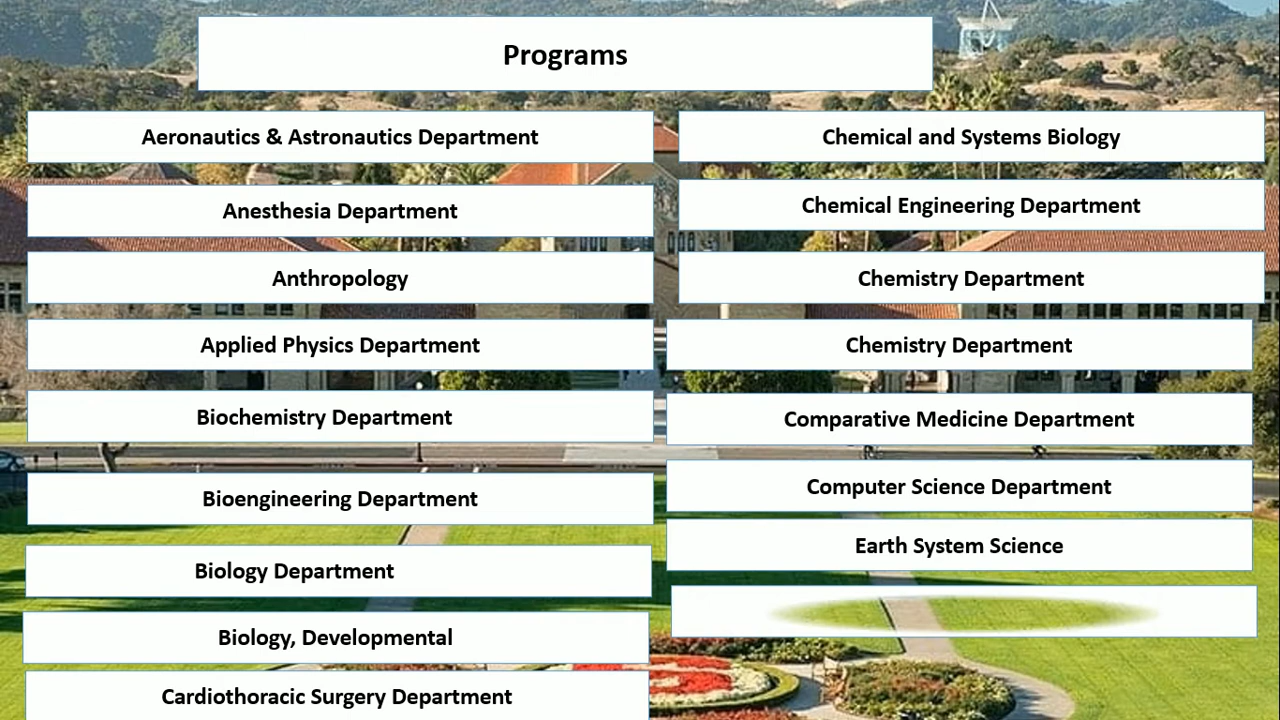 Programs
Aeronautics & Astronautics Department
Anesthesia Department
Anthropology
Applied Physics Department
Biochemistry Department
Bioengineering Department
Biology Department
Biology, Developmental
Cardiothoracic Surgery Department
Chemical and Systems Biology
Chemical Engineering Department
Chemistry Department
Chemistry Department
Comparative Medicine Department
Computer Science Department
Earth System Science